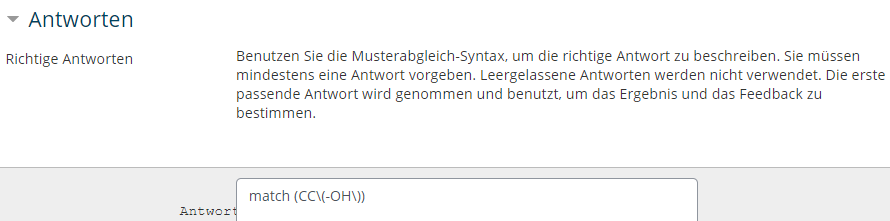 Antworten
Richtige Antworten
Benutzen Sie die Musterabgleich-Syntax, um die richtige Antwort zu beschreiben. Sie müssen
mindestens eine Antwort vorgeben. Leergelassene Antworten werden nicht verwendet. Die erste
passende Antwort wird genommen und benutzt, um das Ergebnis und das Feedback zu
bestimmen.
Antwort
match (CC\(-OH\))